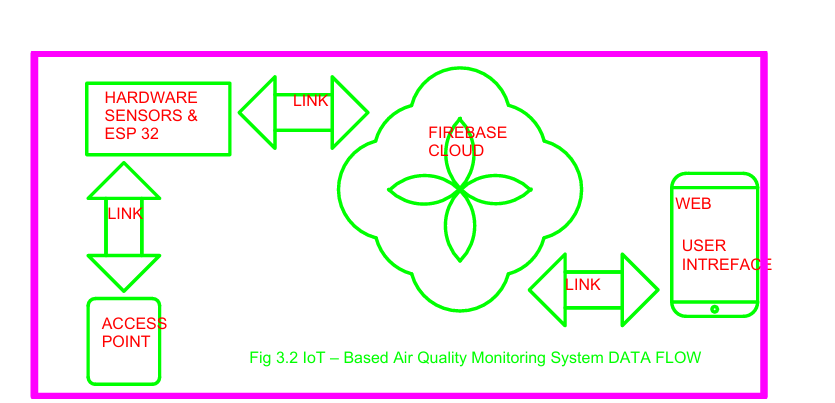 HARDWARE
SENSORS &
ESP 32
LINK
FIREBASE
CLOUD
LINK
WEB
USER
INTREFACE
LINK
ACCESS
POINT
Fig 3.2 IoT – Based Air Quality Monitoring System DATA FLOW